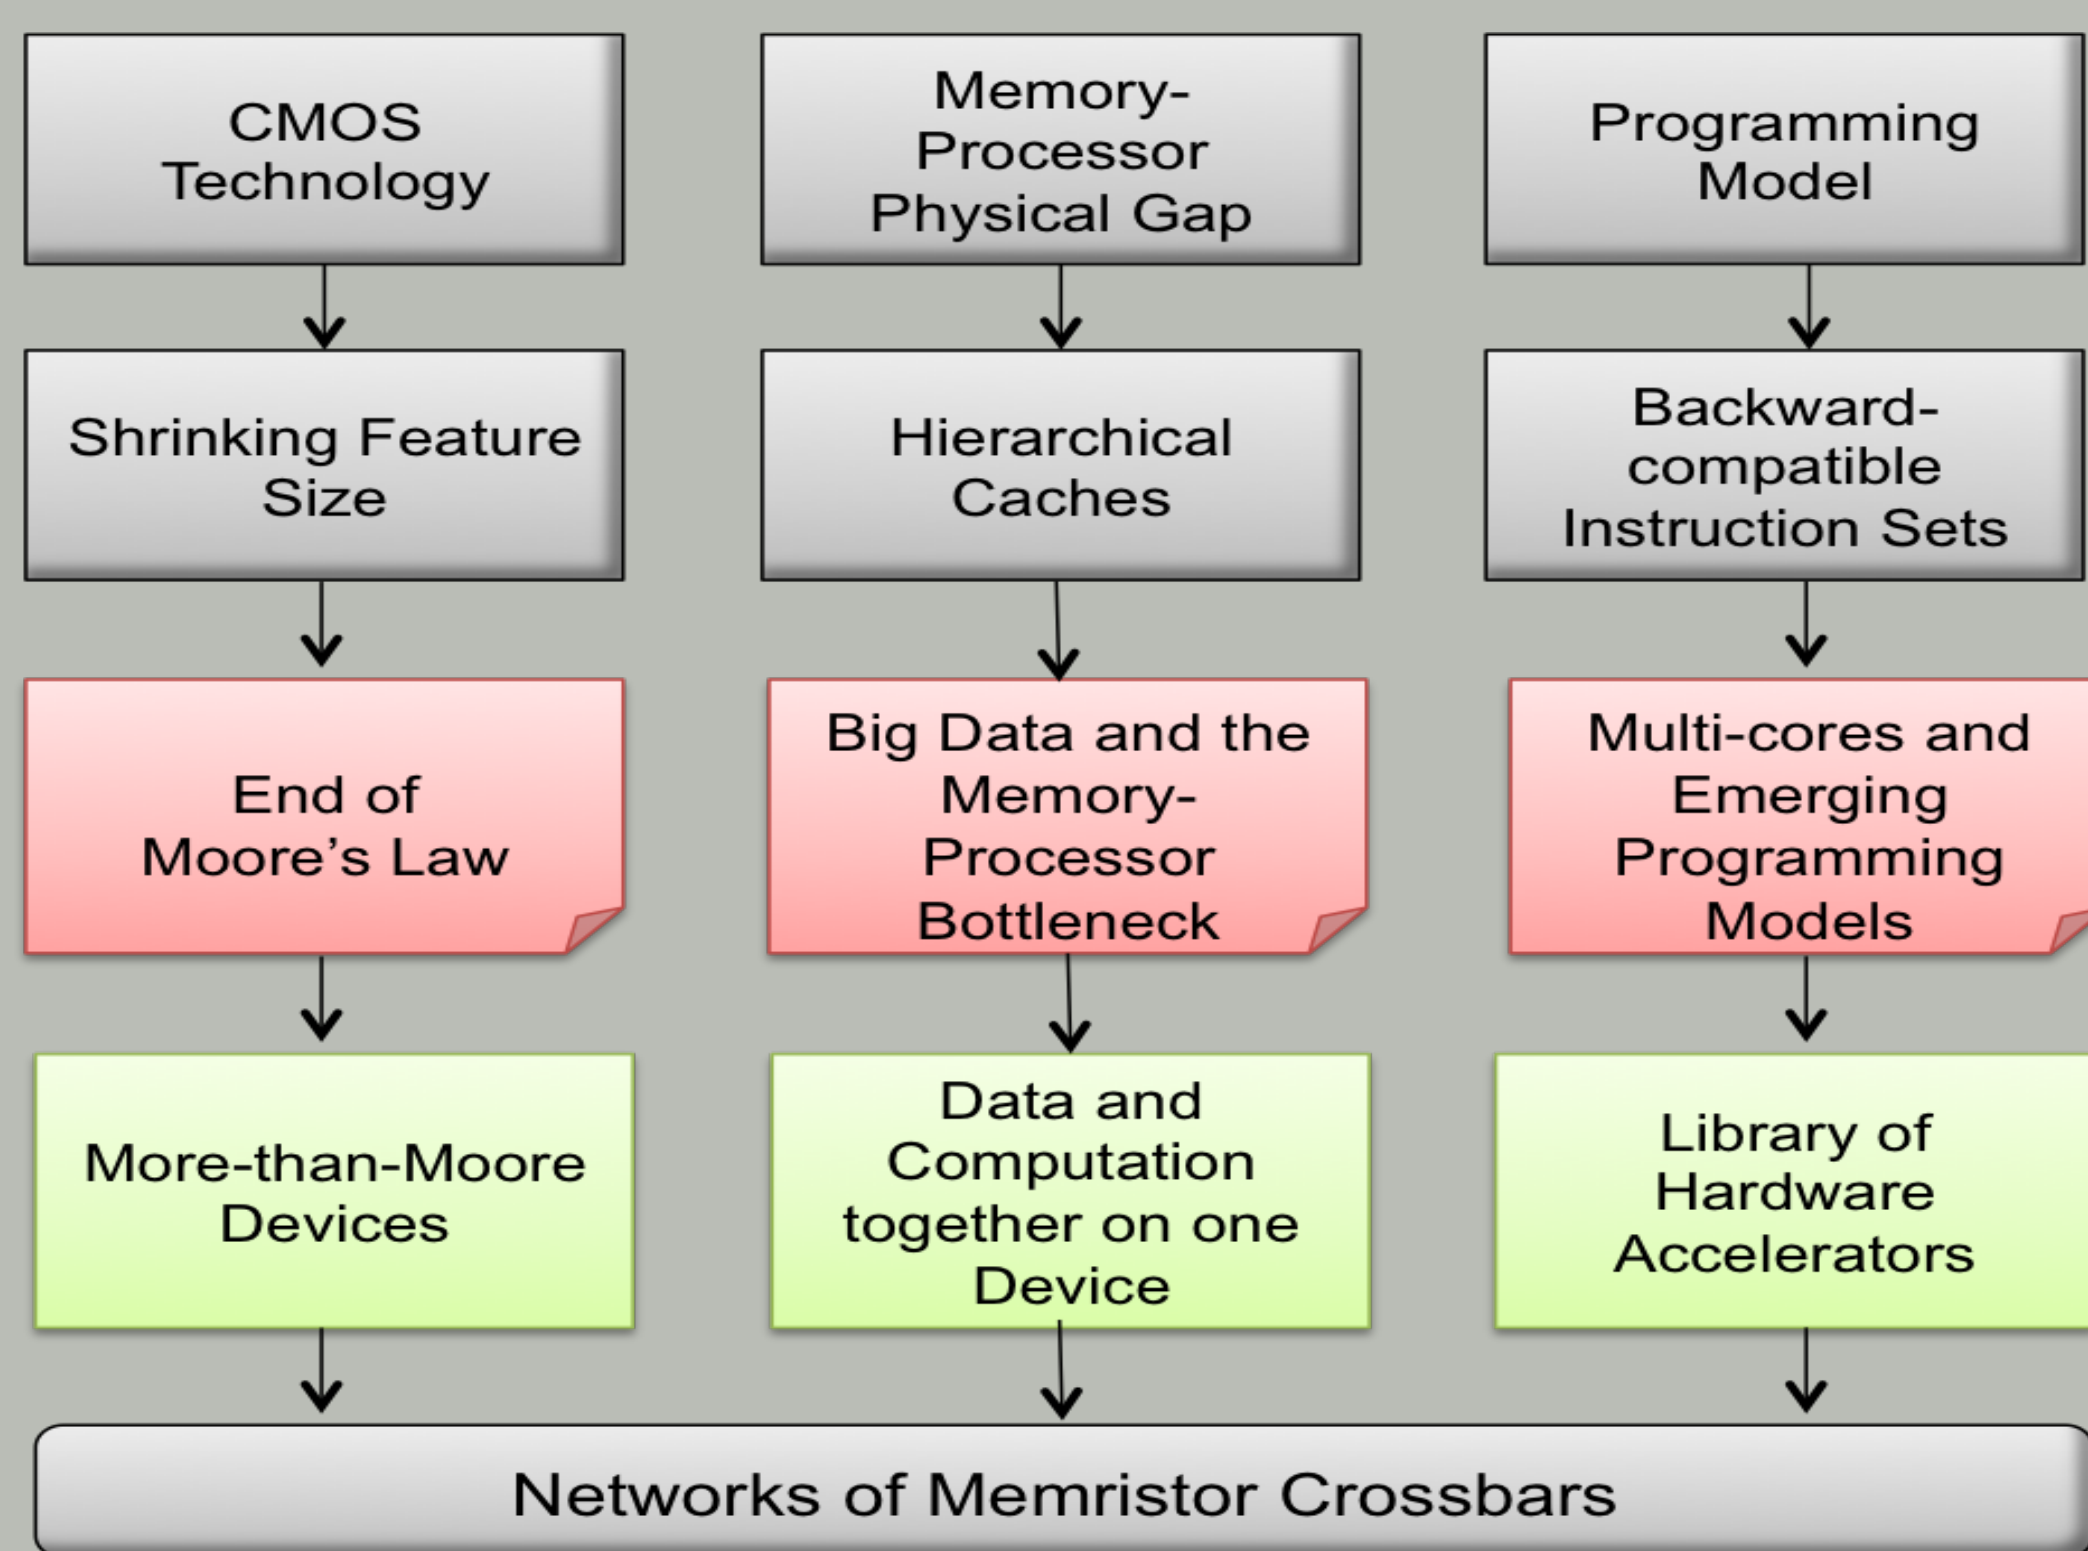 CMOS
Technology
Memory-
Processor
Physical Gap
Programming
Model
Shrinking Feature
Size
Hierarchical
Caches
Backward-
compatible
Instruction Sets
End of
Moore’s Law
Big Data and the
Memory-
Processor
Bottleneck
Multi-cores and
Emerging
Programming
Models
More-than-Moore
Devices
Data and
Computation
together on one
Device
Library of
Hardware
Accelerators
Networks of Memristor Crossbars